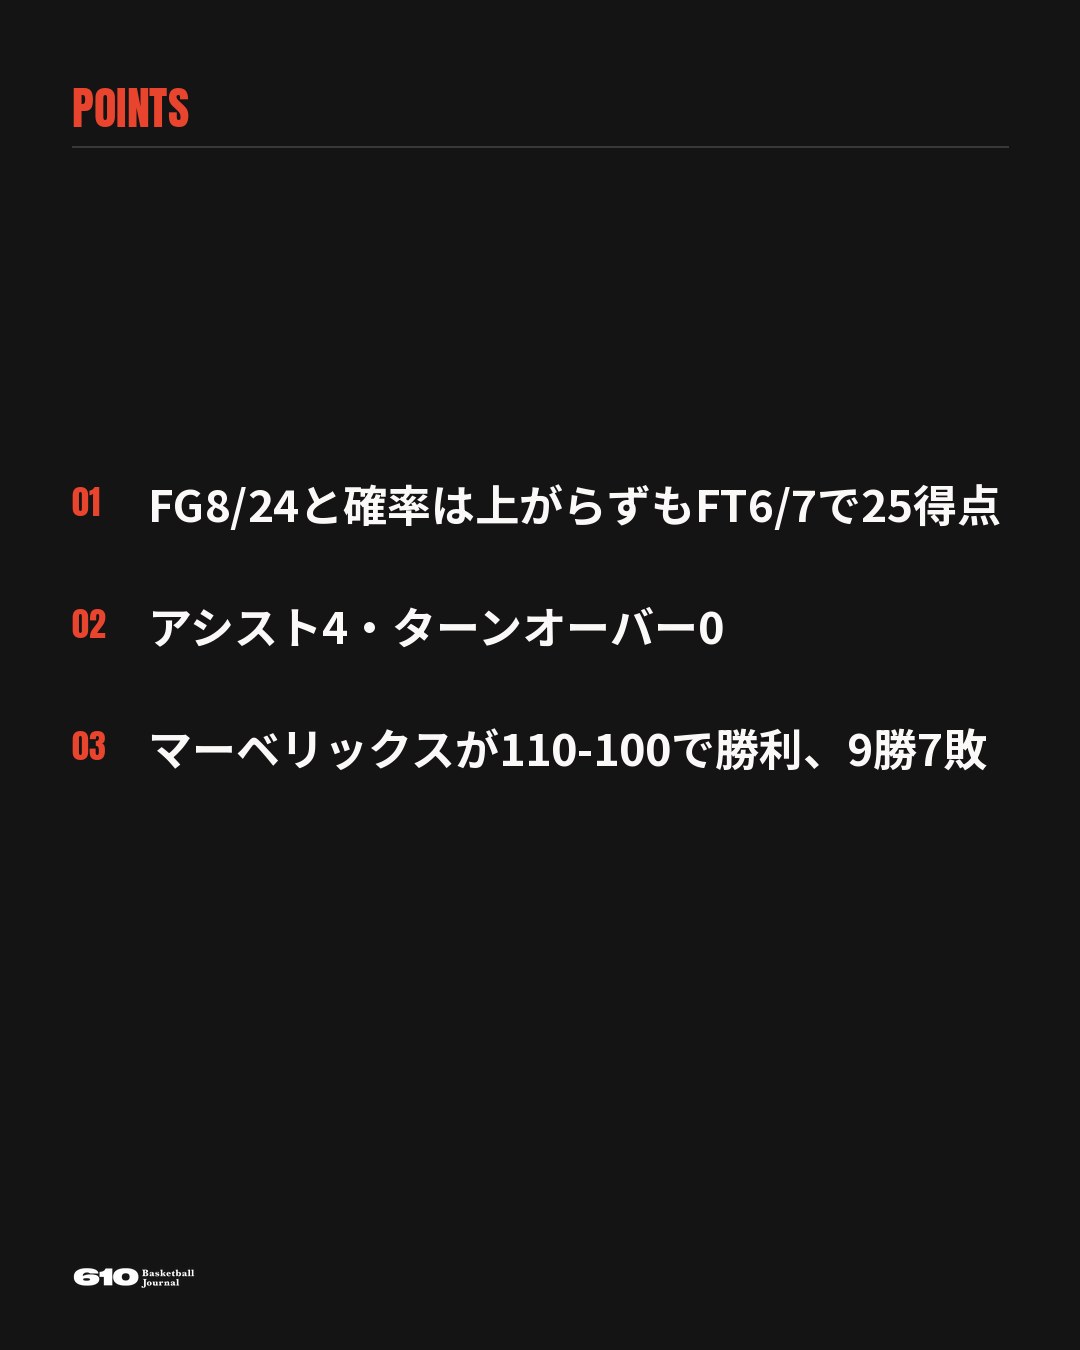 POINTS
01 FG8/24と確率は上がらずもFT6/7で25得点
02 アシスト4・ターンオーバー0
03 マーベリックスが110-100で勝利、9勝7敗
610 Basketball
Journal